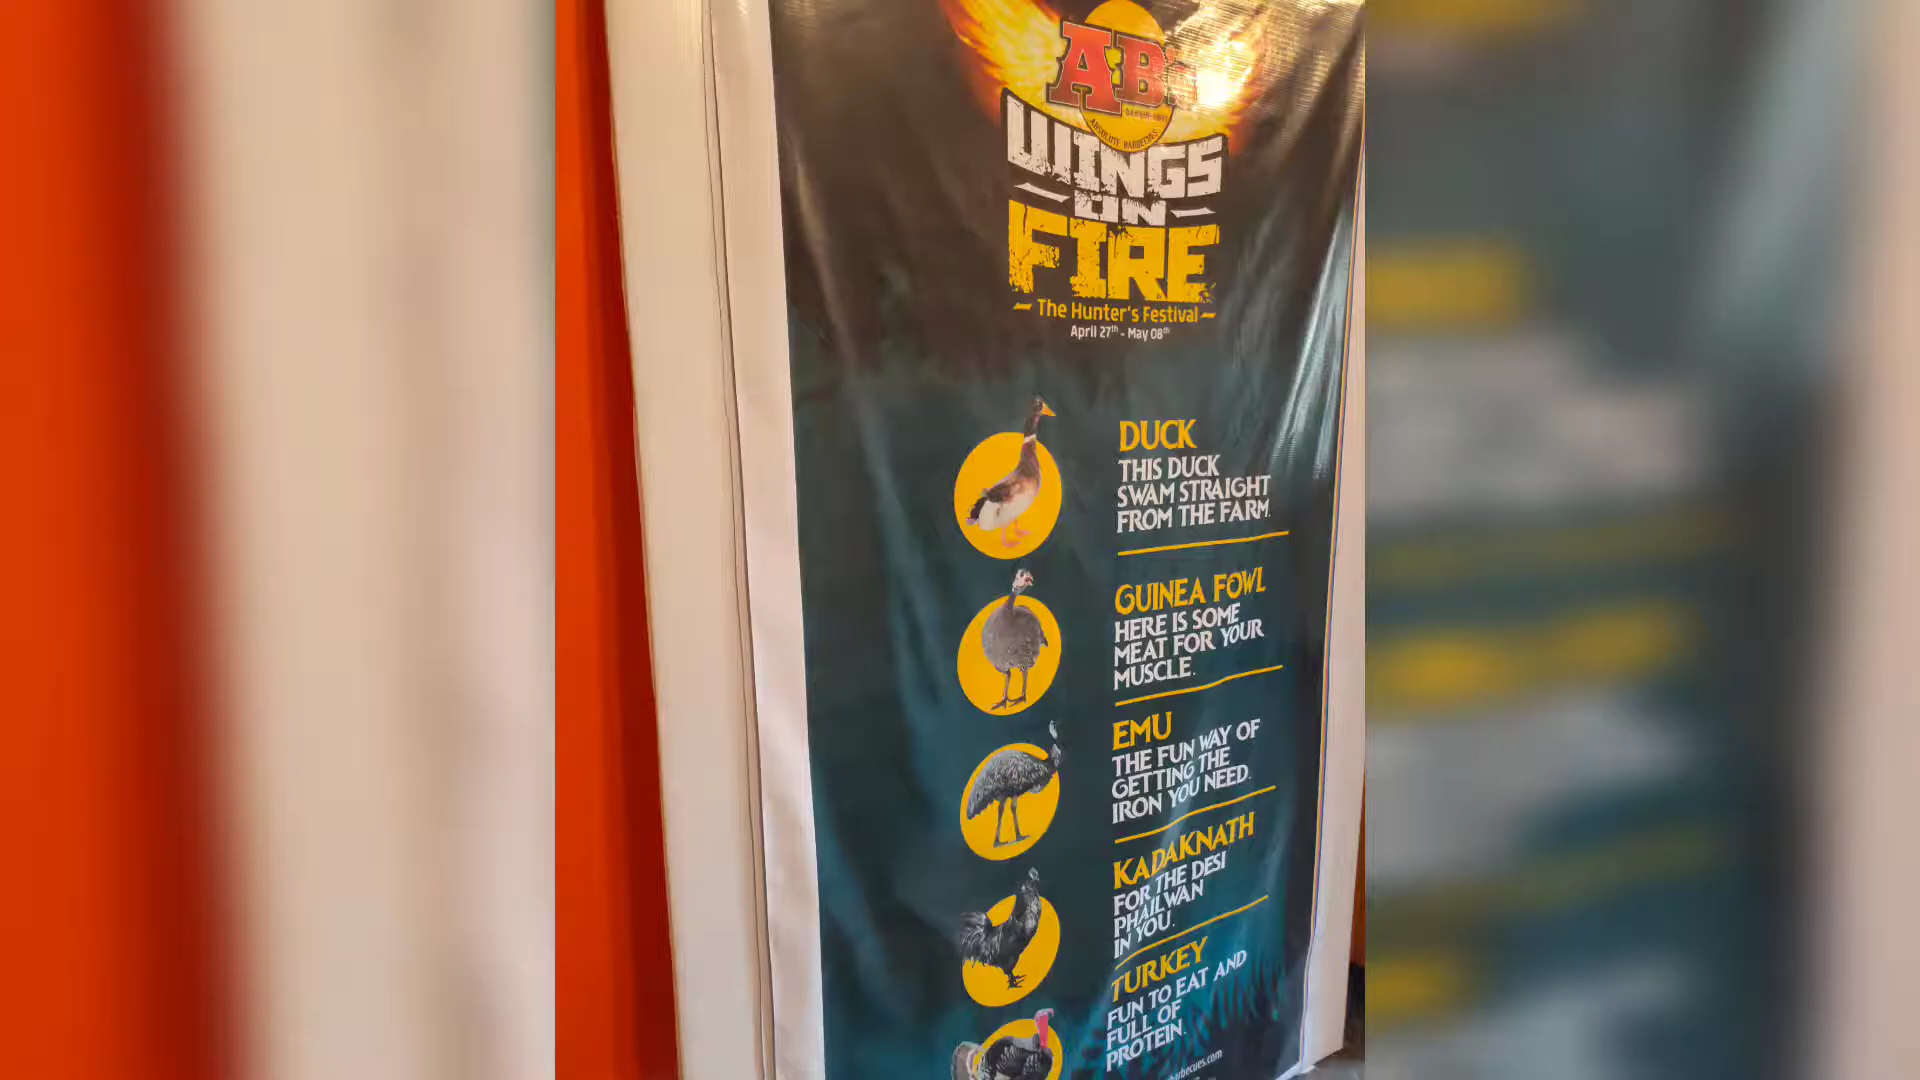 AB's
ABSOLUTE BARBECUES
WINGS
ON
FIRE
The Hunter's Festival
April 27th - May 08th
DUCK
THIS DUCK
SWAM STRAIGHT
FROM THE FARM.
GUINEA FOWL
HERE IS SOME
MEAT FOR YOUR
MUSCLE.
EMU
THE FUN WAY OF
GETTING THE
IRON YOU NEED.
KADAKNATH
FOR THE DESI
PHAILWAN
IN YOU.
TURKEY
FUN TO EAT AND
FULL OF
PROTEIN.